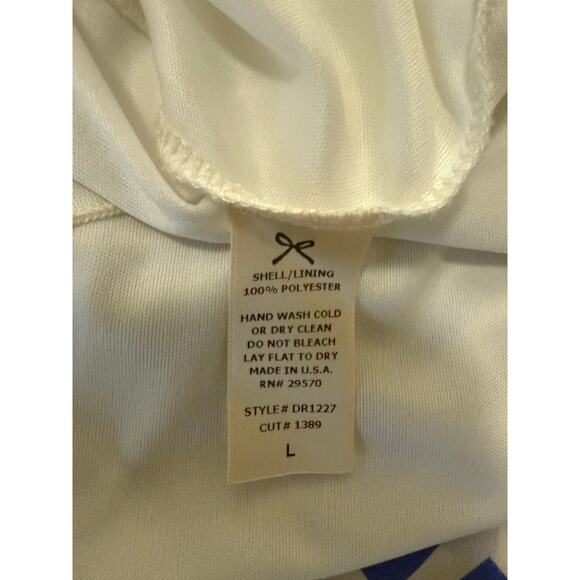 SHELL/LINING
100% POLYESTER
HAND WASH COLD
OR DRY CLEAN
DO NOT BLEACH
LAY FLAT TO DRY
MADE IN U.S.A.
RN# 29570
STYLE# DR1227
CUT# 1389
L